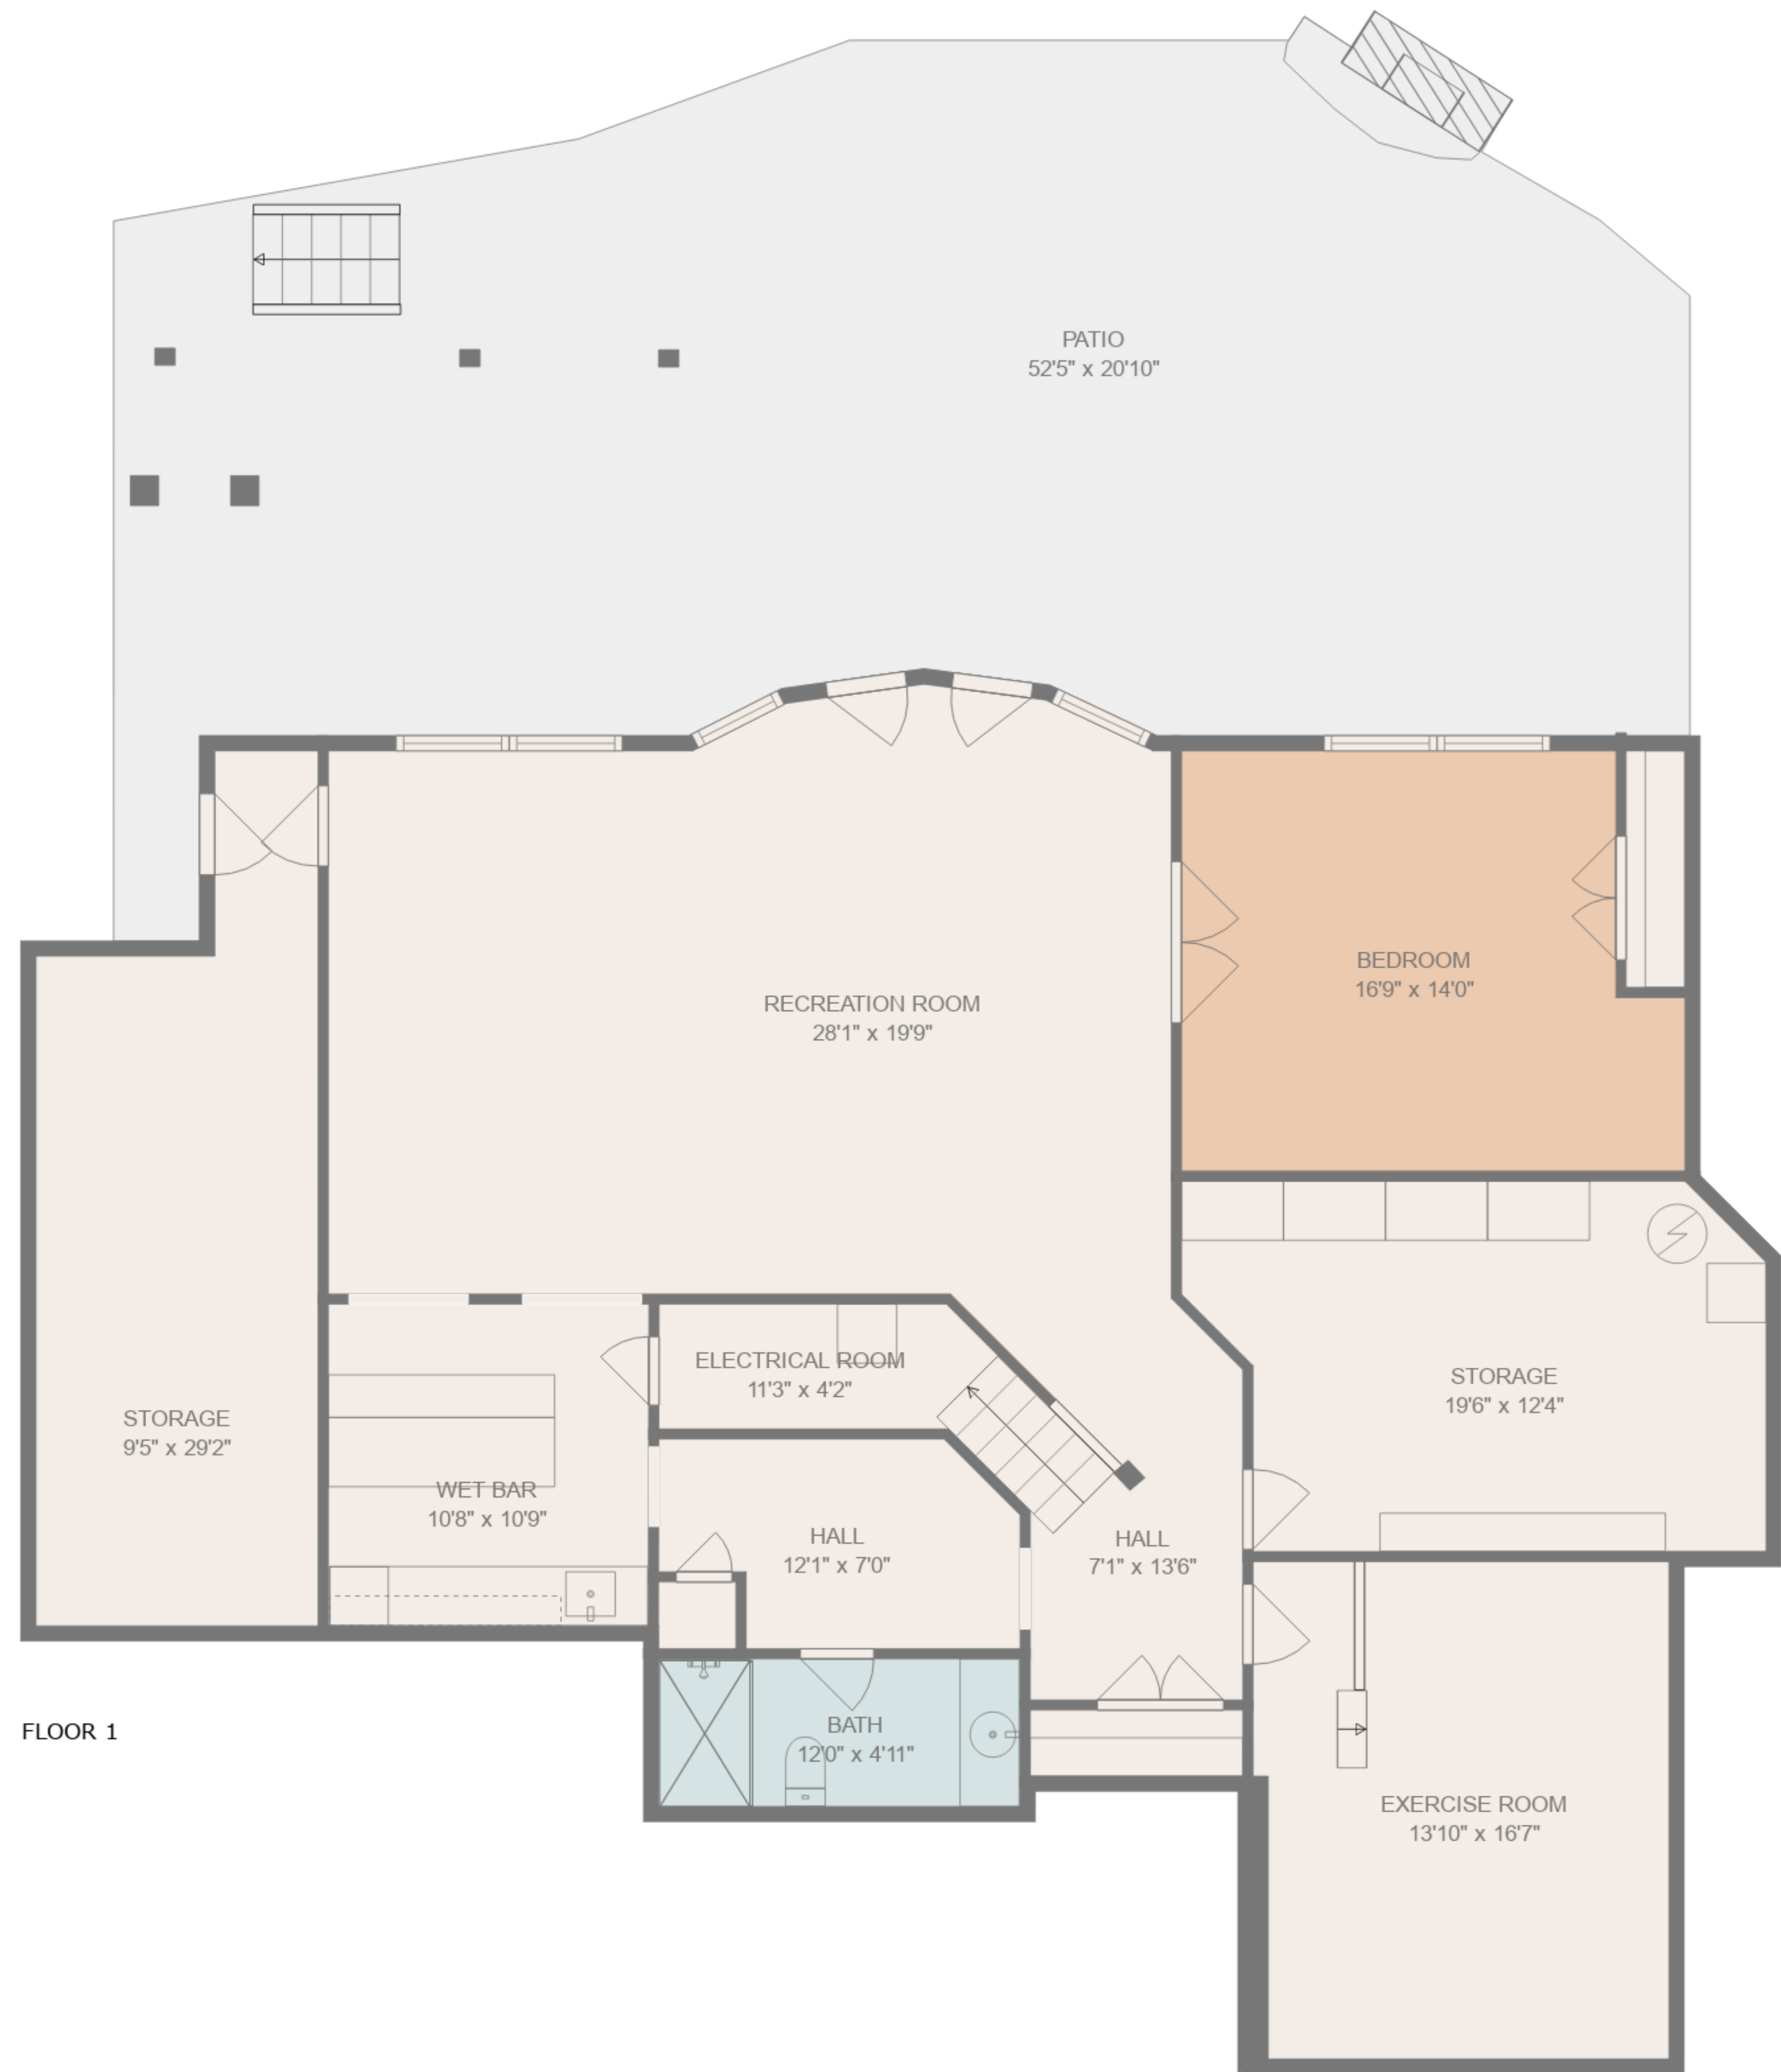 PATIO
52'5" x 20'10"
BEDROOM
16'9" x 14'0"
RECREATION ROOM
28'1" x 19'9"
ELECTRICAL ROOM
11'3" x 4'2"
STORAGE
19'6" x 12'4"
STORAGE
9'5" x 29'2"
WET BAR
10'8" x 10'9"
HALL
12'1" x 7'0"
HALL
7'1" x 13'6"
BATH
12'0" x 4'11"
FLOOR 1
EXERCISE ROOM
13'10" x 16'7"